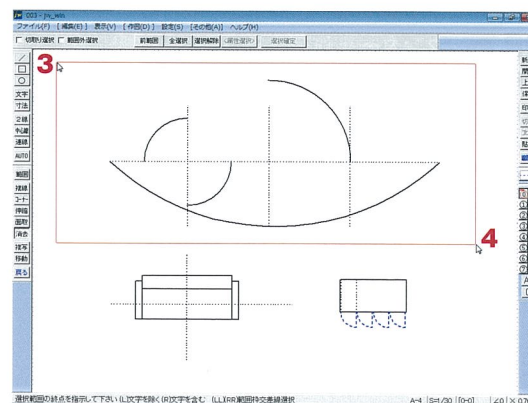 003 - jw_win
ファイル(F) [編集(E)] 表示(V) [作図(D)] 設定(S) [その他(A)] ヘルプ(H)
切取り選択 範囲外選択 前範囲 全選択 選択解除 <属性選択> 選択確定
3
文字
寸法
2線
中心線
連線
AUTO
範囲
複線
コーナー
伸縮
面取
消去
複写
移動
戻る
4
選択範囲の終点を指示して下さい(L)文字を除く(R)文字を含む (LL)(RR)範囲枠交差線選択
A-4 S=1/30 [0-0] ∠0 ×